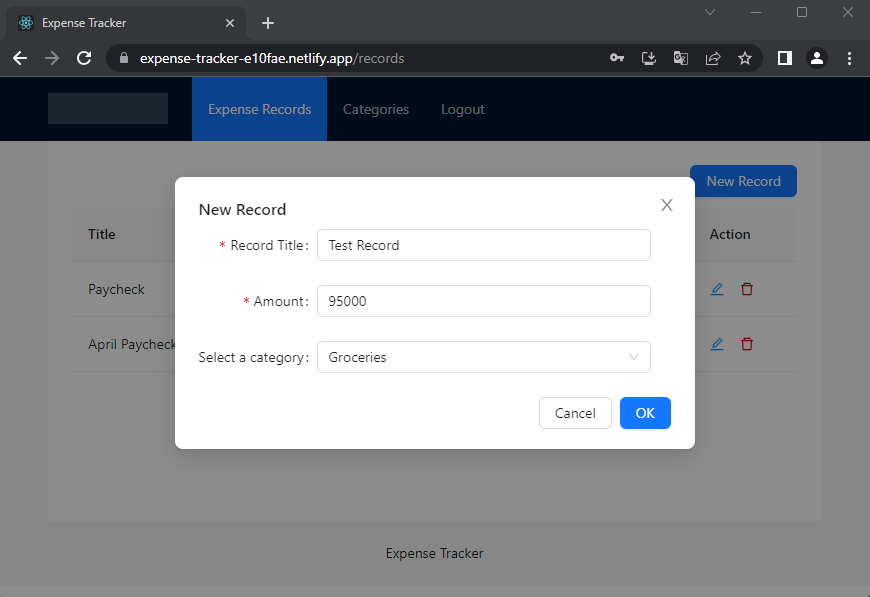 Expense Tracker
expense-tracker-e10fae.netlify.app/records
Expense Records Categories Logout
New Record
New Record
Title Action
* Record Title: Test Record
Paycheck
* Amount: 95000
April Paycheck
Select a category: Groceries
Cancel OK
Expense Tracker